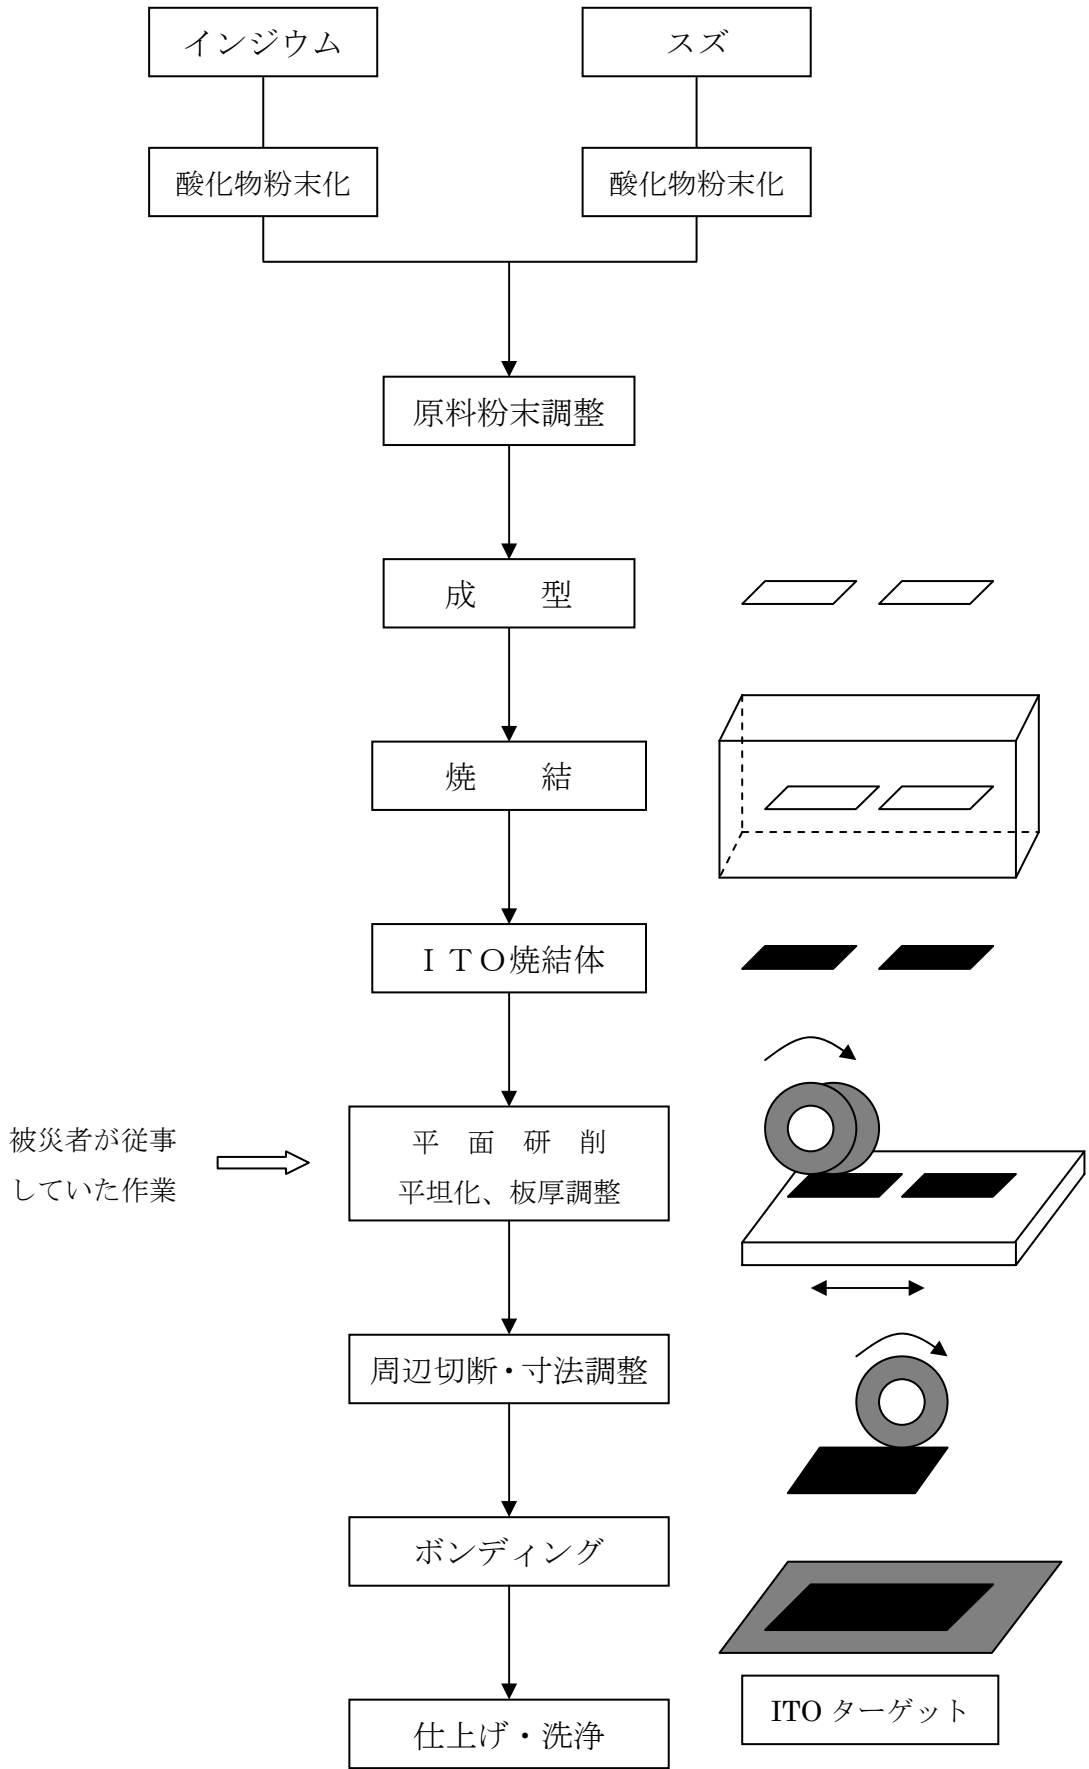 インジウム
スズ
酸化物粉末化
酸化物粉末化
原料粉末調整
成　　型
焼　　結
ＩＴＯ焼結体
被災者が従事
していた作業
平　面　研　削
平坦化、板厚調整
周辺切断・寸法調整
ボンディング
ITO ターゲット
仕上げ・洗浄